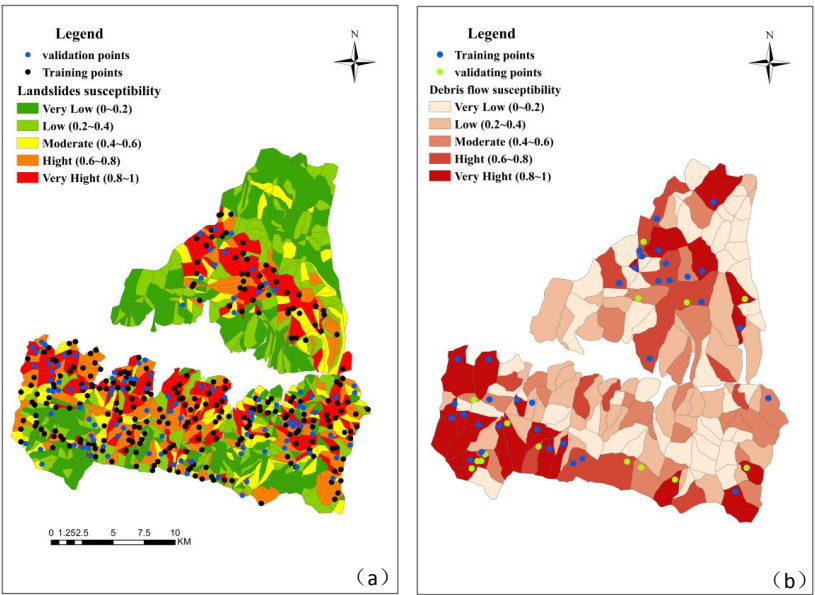 Legend
validation points
Training points
Landslides susceptibility
Very Low (0~0.2)
Low (0.2~0.4)
Moderate (0.4~0.6)
Hight (0.6~0.8)
Very Hight (0.8~1)
N
0 1.252.5 5 7.5 10
KM
（a）
Legend
Training points
validating points
Debris flow susceptibility
Very Low (0~0.2)
Low (0.2~0.4)
Moderate (0.4~0.6)
Hight (0.6~0.8)
Very Hight (0.8~1)
N
（b）